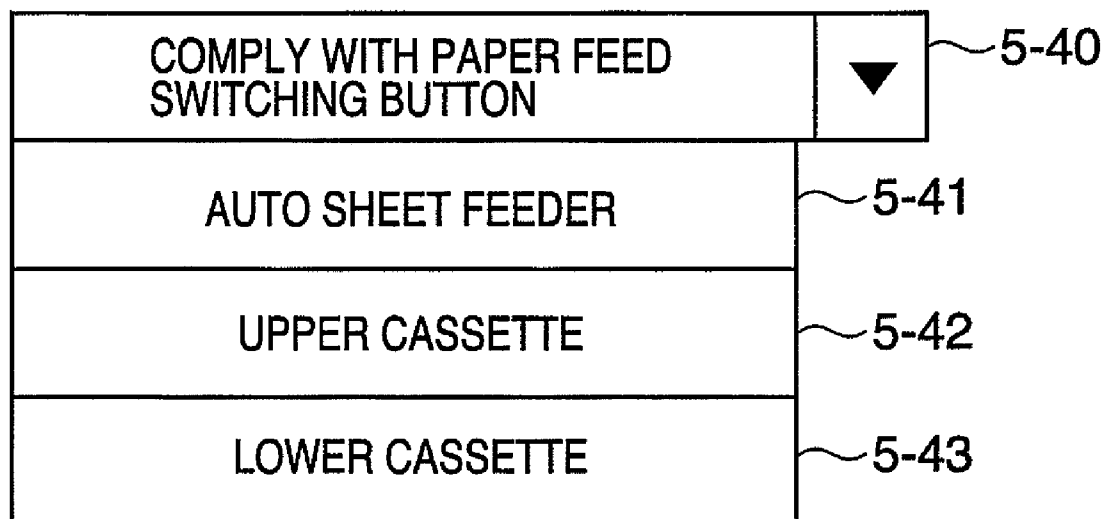 COMPLY WITH PAPER FEED
SWITCHING BUTTON
5-40
AUTO SHEET FEEDER
5-41
UPPER CASSETTE
5-42
LOWER CASSETTE
5-43